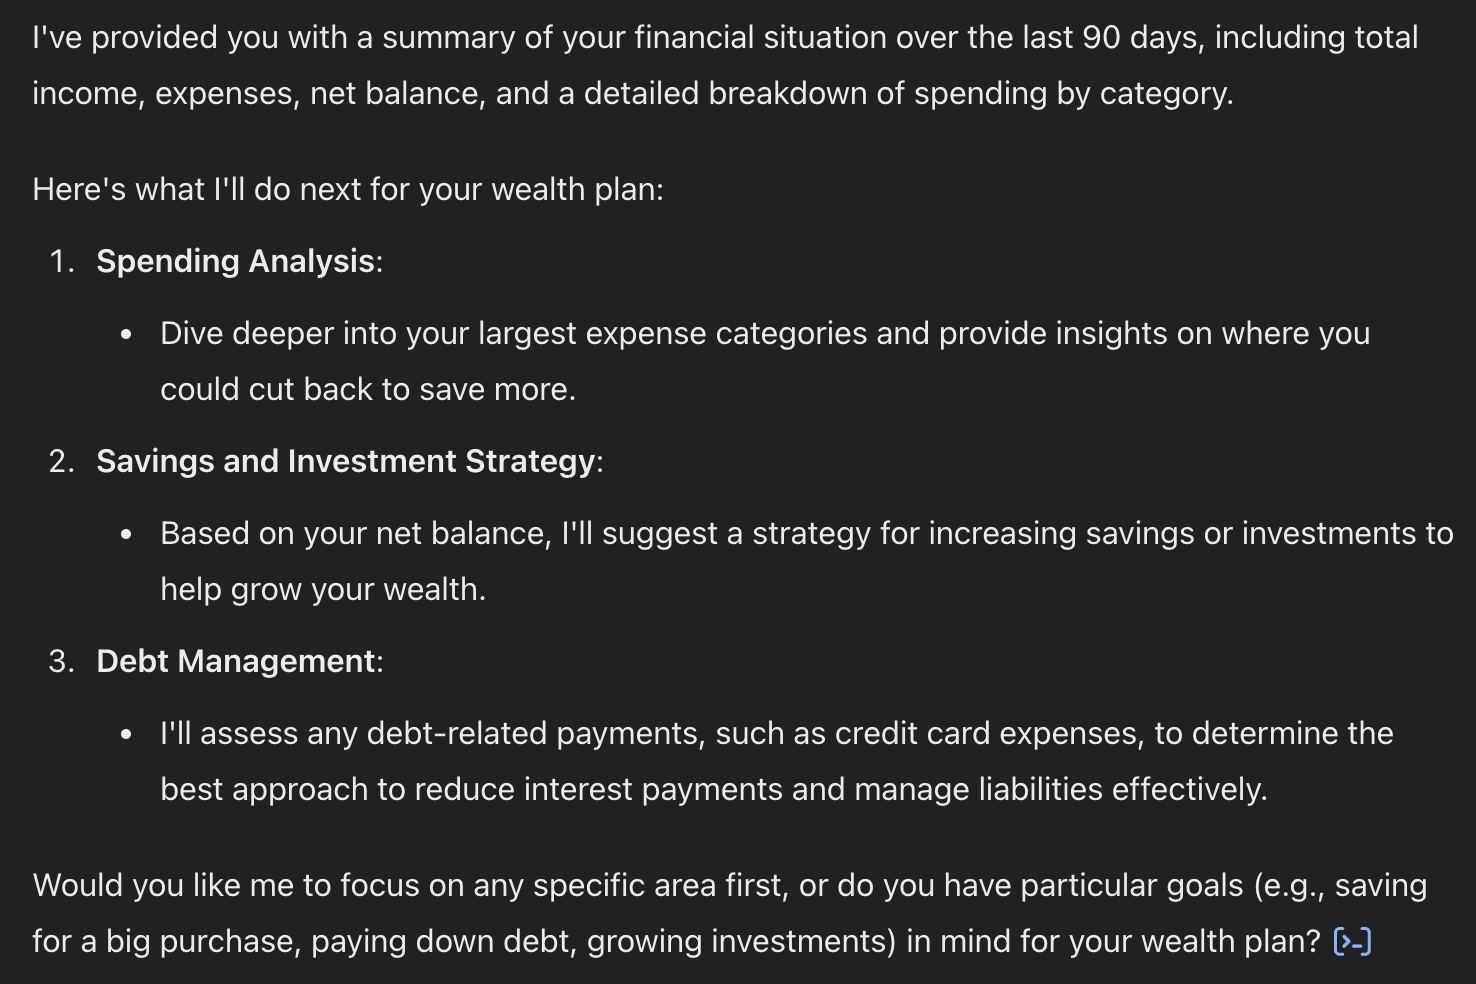 I've provided you with a summary of your financial situation over the last 90 days, including total
income, expenses, net balance, and a detailed breakdown of spending by category.
Here's what I'll do next for your wealth plan:
1. Spending Analysis:
• Dive deeper into your largest expense categories and provide insights on where you
could cut back to save more.
2. Savings and Investment Strategy:
• Based on your net balance, I'll suggest a strategy for increasing savings or investments to
help grow your wealth.
3. Debt Management:
• I'll assess any debt-related payments, such as credit card expenses, to determine the
best approach to reduce interest payments and manage liabilities effectively.
Would you like me to focus on any specific area first, or do you have particular goals (e.g., saving
for a big purchase, paying down debt, growing investments) in mind for your wealth plan? [>-]